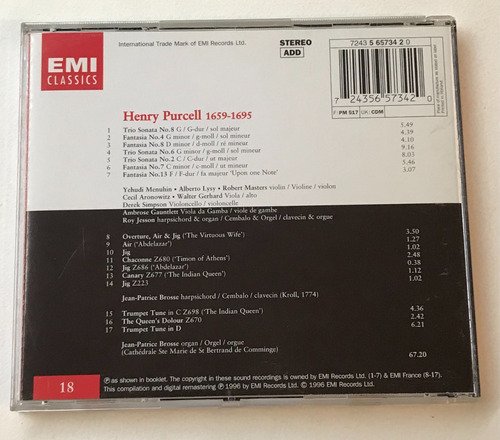 EMI
CLASSICS
International Trade Mark of EMI Records Ltd.
STEREO
ADD
7243 5 65734 2 0
7 24356 57342 0
F: PM 517 UK: CDM
Henry Purcell 1659-1695
1 Trio Sonata No.8 G / G-dur / sol majeur 5.49
2 Fantasia No.4 G minor / g-moll / sol mineur 4.39
3 Fantasia No.8 D minor / d-moll / ré mineur 4.10
4 Trio Sonata No.6 G minor / g-moll / sol mineur 9.16
5 Trio Sonata No.2 C / C-dur / ut majeur 8.03
6 Fantasia No.7 C minor / c-moll / ut mineur 5.46
7 Fantasia No.13 F / F-dur / fa majeur 'Upon one Note' 3.07
Yehudi Menuhin • Alberto Lysy • Robert Masters violin / Violine / violon
Cecil Aronowitz • Walter Gerhard Viola / alto
Derek Simpson Violoncello / violoncelle
Ambrose Gauntlett Viola da Gamba / viole de gambe
Roy Jesson harpsichord & organ / Cembalo & Orgel / clavecin & orgue
8 Overture, Air & Jig ('The Virtuous Wife') 3.50
9 Air ('Abdelazar') 1.27
10 Jig 1.02
11 Chaconne Z680 ('Timon of Athens') 2.48
12 Jig Z686 ('Abdelazar') 0.38
13 Canary Z677 ('The Indian Queen') 1.12
14 Jig Z223 1.02
Jean-Patrice Brosse harpsichord / Cembalo / clavecin (Kroll, 1774)
15 Trumpet Tune in C Z698 ('The Indian Queen') 4.36
16 The Queen's Dolour Z670 2.42
17 Trumpet Tune in D 6.21
Jean-Patrice Brosse organ / Orgel / orgue
(Cathédrale Ste Marie de St Bertrand de Comminge)
67.20
18
℗ as shown in booklet. The copyright in these sound recordings is owned by EMI Records Ltd. (1-7) & EMI France (8-17).
This compilation and digital remastering ℗ 1996 by EMI Records Ltd. © 1996 EMI Records Ltd.